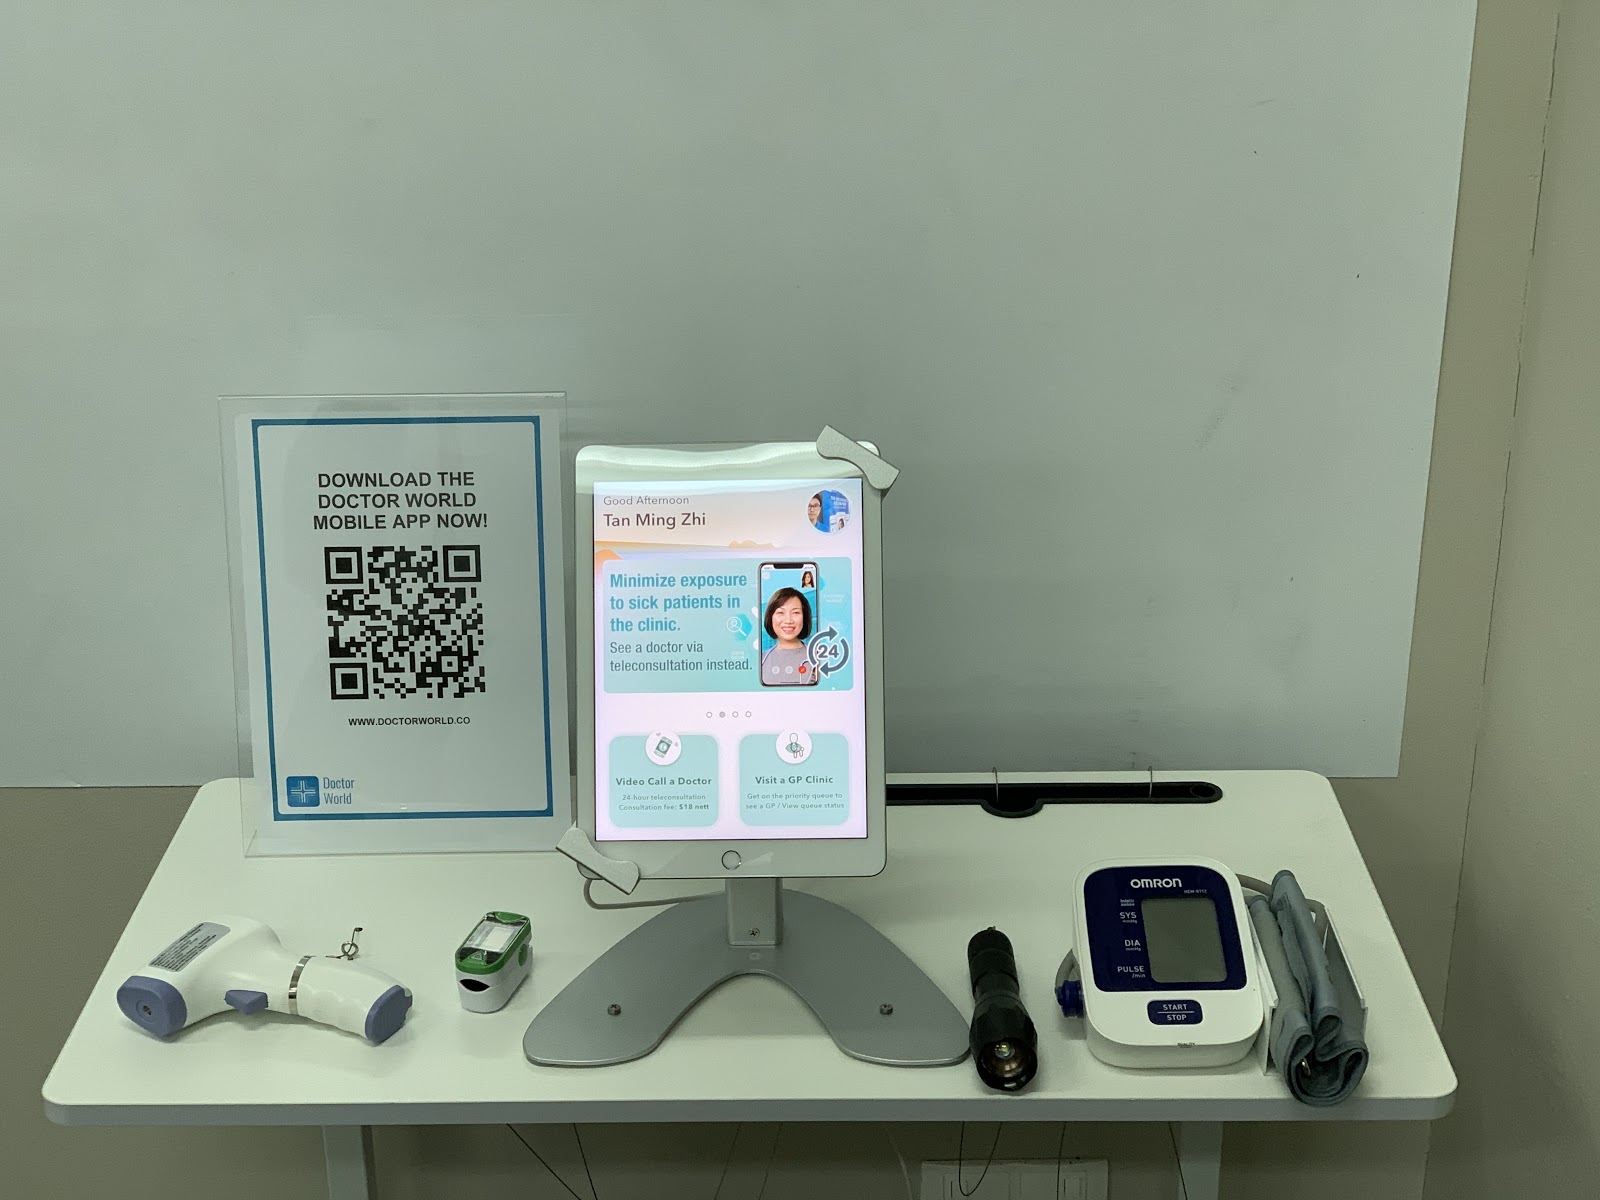 DOWNLOAD THE
DOCTOR WORLD
MOBILE APP NOW!
WWW.DOCTORWORLD.CO
Doctor
World
Good Afternoon
Tan Ming Zhi
Minimize exposure
to sick patients in
the clinic.
See a doctor via
teleconsultation instead.
24
Video Call a Doctor
24-hour teleconsultation
Consultation fee: $18 nett
Visit a GP Clinic
Get on the priority queue to
see a GP / View queue status
OMRON
SYS
mmHg
DIA
mmHg
PULSE
/min
START
STOP